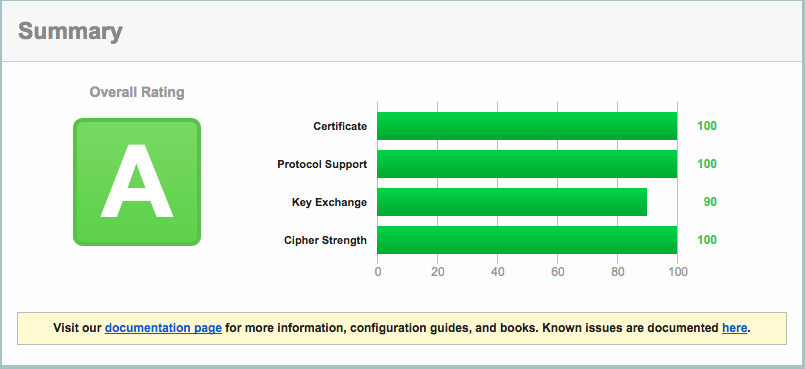 Summary
Overall Rating
A
Certificate 100
Protocol Support 100
Key Exchange 90
Cipher Strength 100
0 20 40 60 80 100
Visit our documentation page for more information, configuration guides, and books. Known issues are documented here.